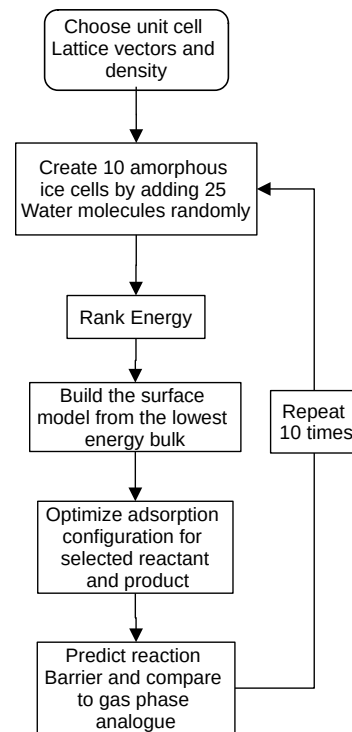 Choose unit cell
Lattice vectors and
density
Create 10 amorphous
ice cells by adding 25
Water molecules randomly
Rank Energy
Build the surface
model from the lowest
energy bulk
Repeat
10 times
Optimize adsorption
configuration for
selected reactant
and product
Predict reaction
Barrier and compare
to gas phase
analogue